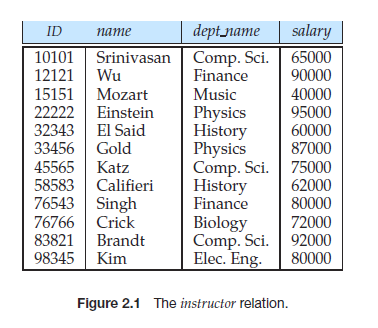 ID name dept_name salary
10101 Srinivasan Comp. Sci. 65000
12121 Wu Finance 90000
15151 Mozart Music 40000
22222 Einstein Physics 95000
32343 El Said History 60000
33456 Gold Physics 87000
45565 Katz Comp. Sci. 75000
58583 Califieri History 62000
76543 Singh Finance 80000
76766 Crick Biology 72000
83821 Brandt Comp. Sci. 92000
98345 Kim Elec. Eng. 80000
Figure 2.1 The instructor relation.